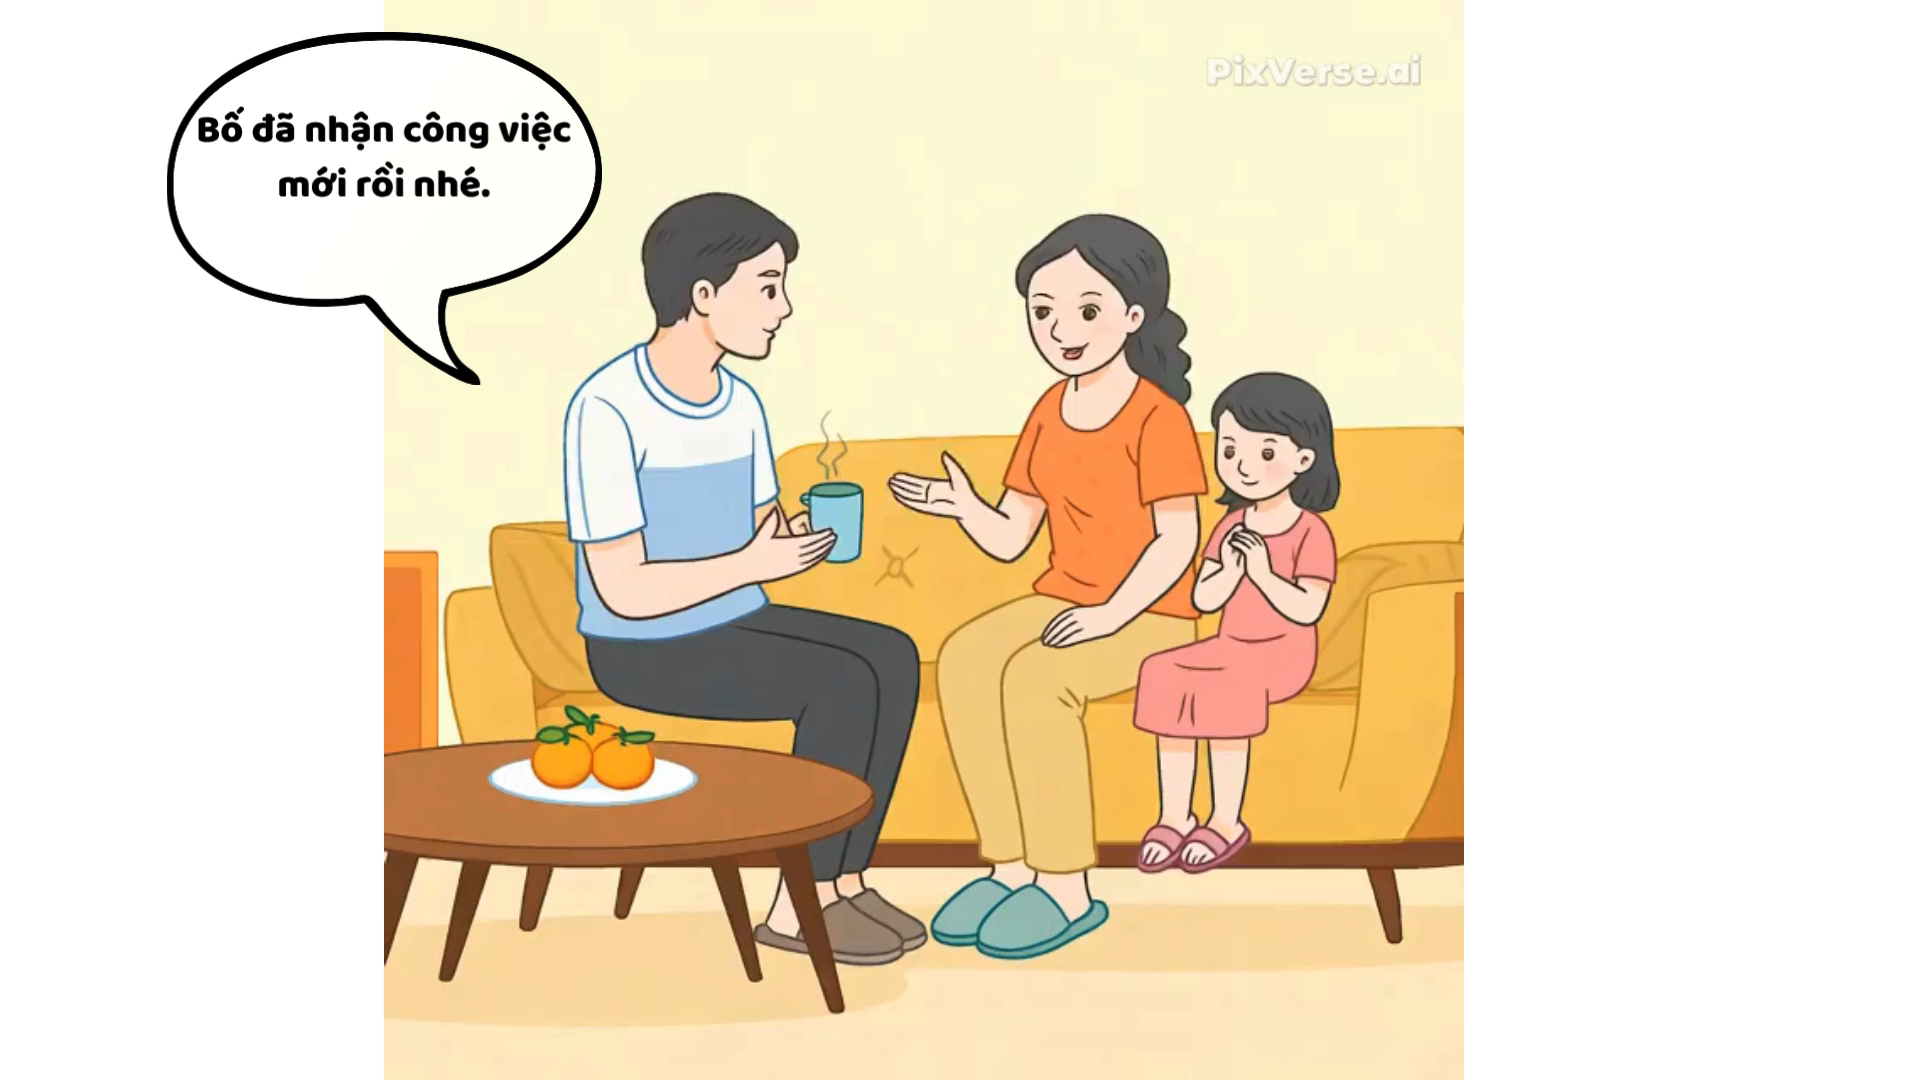 PixVerse.ai
Bố đã nhận công việc
mới rồi nhé.